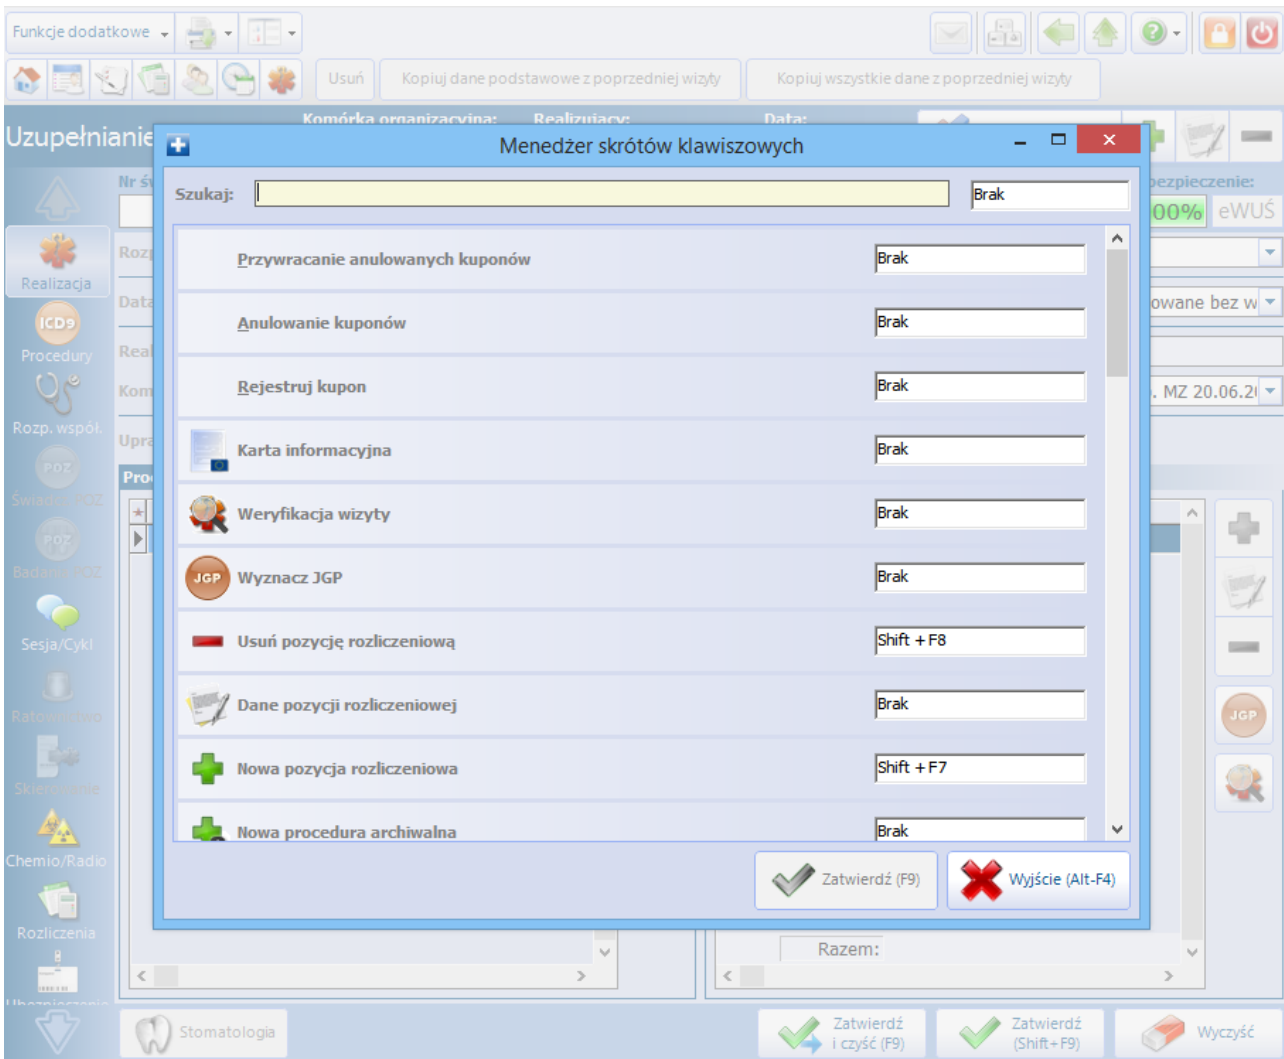 Funkcje dodatkowe
Usuń
Kopiuj dane podstawowe z poprzedniej wizyty
Kopiuj wszystkie dane z poprzedniej wizyty
Komórka organizacyjna: Realizujący: Data:
Menedżer skrótów klawiszowych
Szukaj:
Brak
00% eWUŚ
Przywracanie anulowanych kuponów Brak
Anulowanie kuponów Brak
Rejestruj kupon Brak
Karta informacyjna Brak
Weryfikacja wizyty Brak
JGP Wyznacz JGP Brak
Usuń pozycję rozliczeniową Shift + F8
Dane pozycji rozliczeniowej Brak
Nowa pozycja rozliczeniowa Shift + F7
Nowa procedura archiwalna Brak
Zatwierdź (F9)
Wyjście (Alt-F4)
Realizacja
ICD9
Procedury
Rozp. współ.
POZ
POZ
Sesja/Cykl
Chemio/Radio
Rozliczenia
MZ 20.06.2
JGP
Razem:
Stomatologia
Zatwierdź
i czyść (F9)
Zatwierdź
(Shift+F9)
Wyczyść